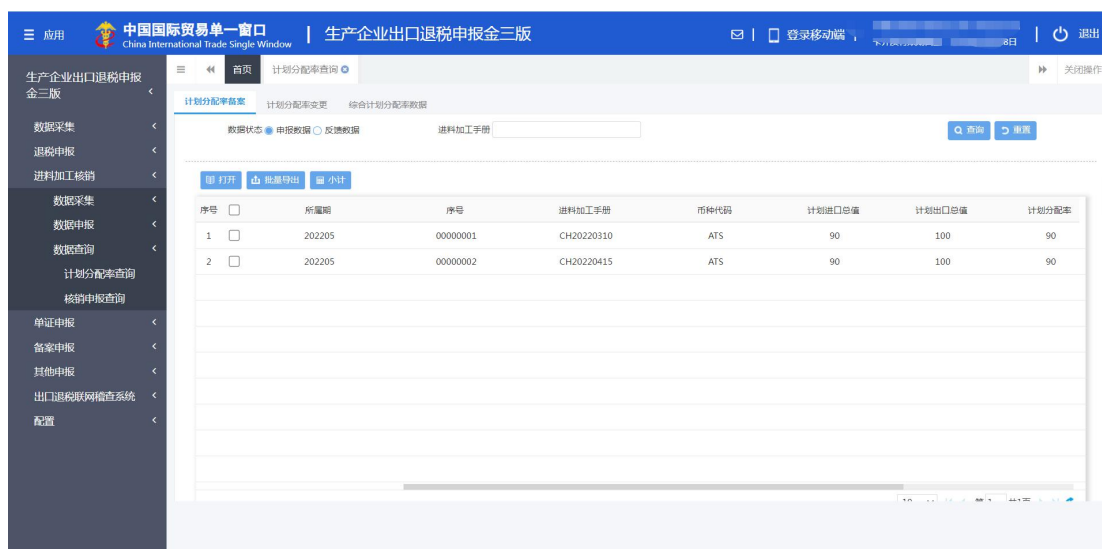 应用
中国国际贸易单一窗口
China International Trade Single Window
生产企业出口退税申报金三版
登录移动端
8日
退出
生产企业出口退税申报
金三版
首页
计划分配率查询
关闭操作
计划分配率备案
计划分配率变更
综合计划分配率数据
数据状态 申报数据 反馈数据
进料加工手册
查询
重置
打开
批量导出
小计
数据采集
退税申报
进料加工核销
数据采集
数据申报
数据查询
计划分配率查询
核销申报查询
单证申报
备案申报
其他申报
出口退税联网稽查系统
配置
序号 所属期 序号 进料加工手册 币种代码 计划进口总值 计划出口总值 计划分配率
1 202205 00000001 CH20220310 ATS 90 100 90
2 202205 00000002 CH20220415 ATS 90 100 90